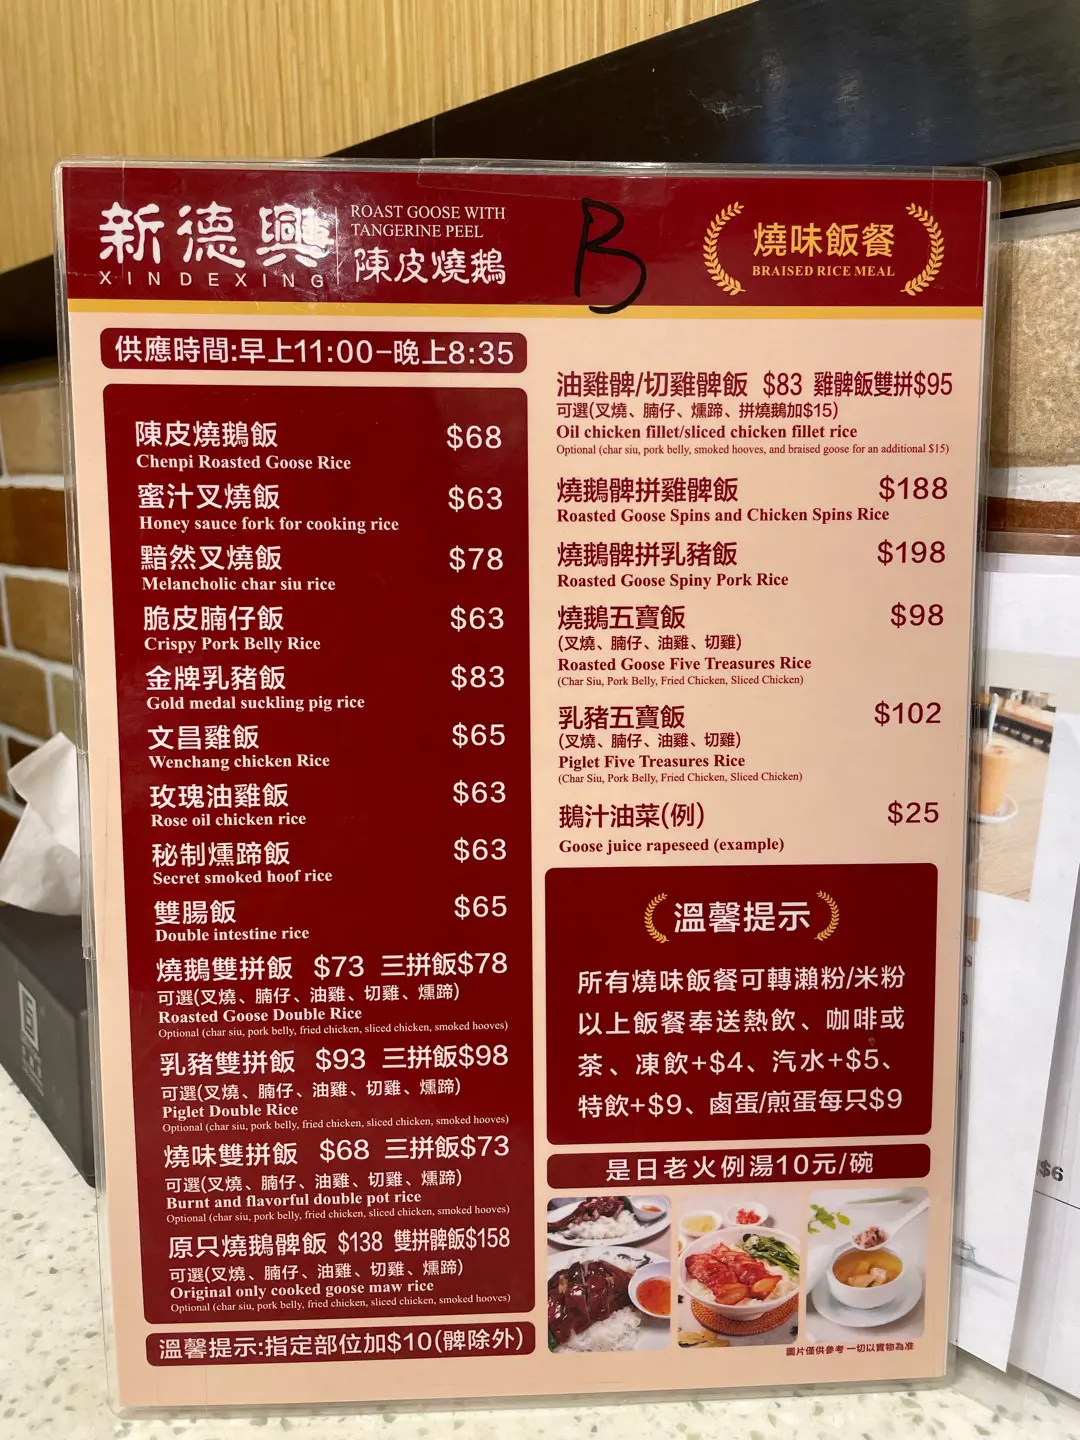 新德興
XINDEXING
ROAST GOOSE WITH
TANGERINE PEEL
陳皮燒鵝
B
燒味飯餐
BRAISED RICE MEAL
供應時間:早上11:00-晚上8:35
陳皮燒鵝飯 $68
Chenpi Roasted Goose Rice
蜜汁叉燒飯 $63
Honey sauce fork for cooking rice
黯然叉燒飯 $78
Melancholic char siu rice
脆皮腩仔飯 $63
Crispy Pork Belly Rice
金牌乳豬飯 $83
Gold medal suckling pig rice
文昌雞飯 $65
Wenchang chicken Rice
玫瑰油雞飯 $63
Rose oil chicken rice
秘制燻蹄飯 $63
Secret smoked hoof rice
雙腸飯 $65
Double intestine rice
燒鵝雙拼飯 $73 三拼飯$78
可選(叉燒、腩仔、油雞、切雞、燻蹄)
Roasted Goose Double Rice
Optional (char siu, pork belly, fried chicken, sliced chicken, smoked hooves)
乳豬雙拼飯 $93 三拼飯$98
可選(叉燒、腩仔、油雞、切雞、燻蹄)
Piglet Double Rice
Optional (char siu, pork belly, fried chicken, sliced chicken, smoked hooves)
燒味雙拼飯 $68 三拼飯$73
可選(叉燒、腩仔、油雞、切雞、燻蹄)
Burnt and flavorful double pot rice
Optional (char siu, pork belly, fried chicken, sliced chicken, smoked hooves)
原只燒鵝髀飯 $138 雙拼髀飯$158
可選(叉燒、腩仔、油雞、切雞、燻蹄)
Original only cooked goose maw rice
Optional (char siu, pork belly, fried chicken, sliced chicken, smoked hooves)
溫馨提示:指定部位加$10(髀除外)
油雞髀/切雞髀飯 $83 雞髀飯雙拼$95
可選(叉燒、腩仔、燻蹄、拼燒鵝加$15)
Oil chicken fillet/sliced chicken fillet rice
Optional (char siu, pork belly, smoked hooves, and braised goose for an additional $15)
燒鵝髀拼雞髀飯 $188
Roasted Goose Spins and Chicken Spins Rice
燒鵝髀拼乳豬飯 $198
Roasted Goose Spiny Pork Rice
燒鵝五寶飯 $98
(叉燒、腩仔、油雞、切雞)
Roasted Goose Five Treasures Rice
(Char Siu, Pork Belly, Fried Chicken, Sliced Chicken)
乳豬五寶飯 $102
(叉燒、腩仔、油雞、切雞)
Piglet Five Treasures Rice
(Char Siu, Pork Belly, Fried Chicken, Sliced Chicken)
鵝汁油菜(例) $25
Goose juice rapeseed (example)
溫馨提示
所有燒味飯餐可轉瀨粉/米粉
以上飯餐奉送熱飲、咖啡或
茶、凍飲+$4、汽水+$5、
特飲+$9、鹵蛋/煎蛋每只$9
是日老火例湯10元/碗
圖片僅供參考 一切以實物為准
$6